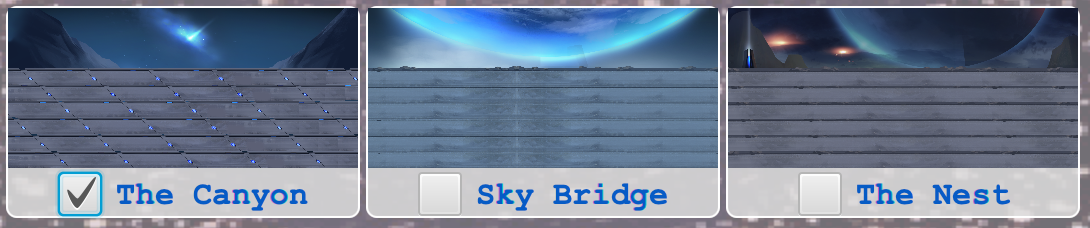 The Canyon
Sky Bridge
The Nest